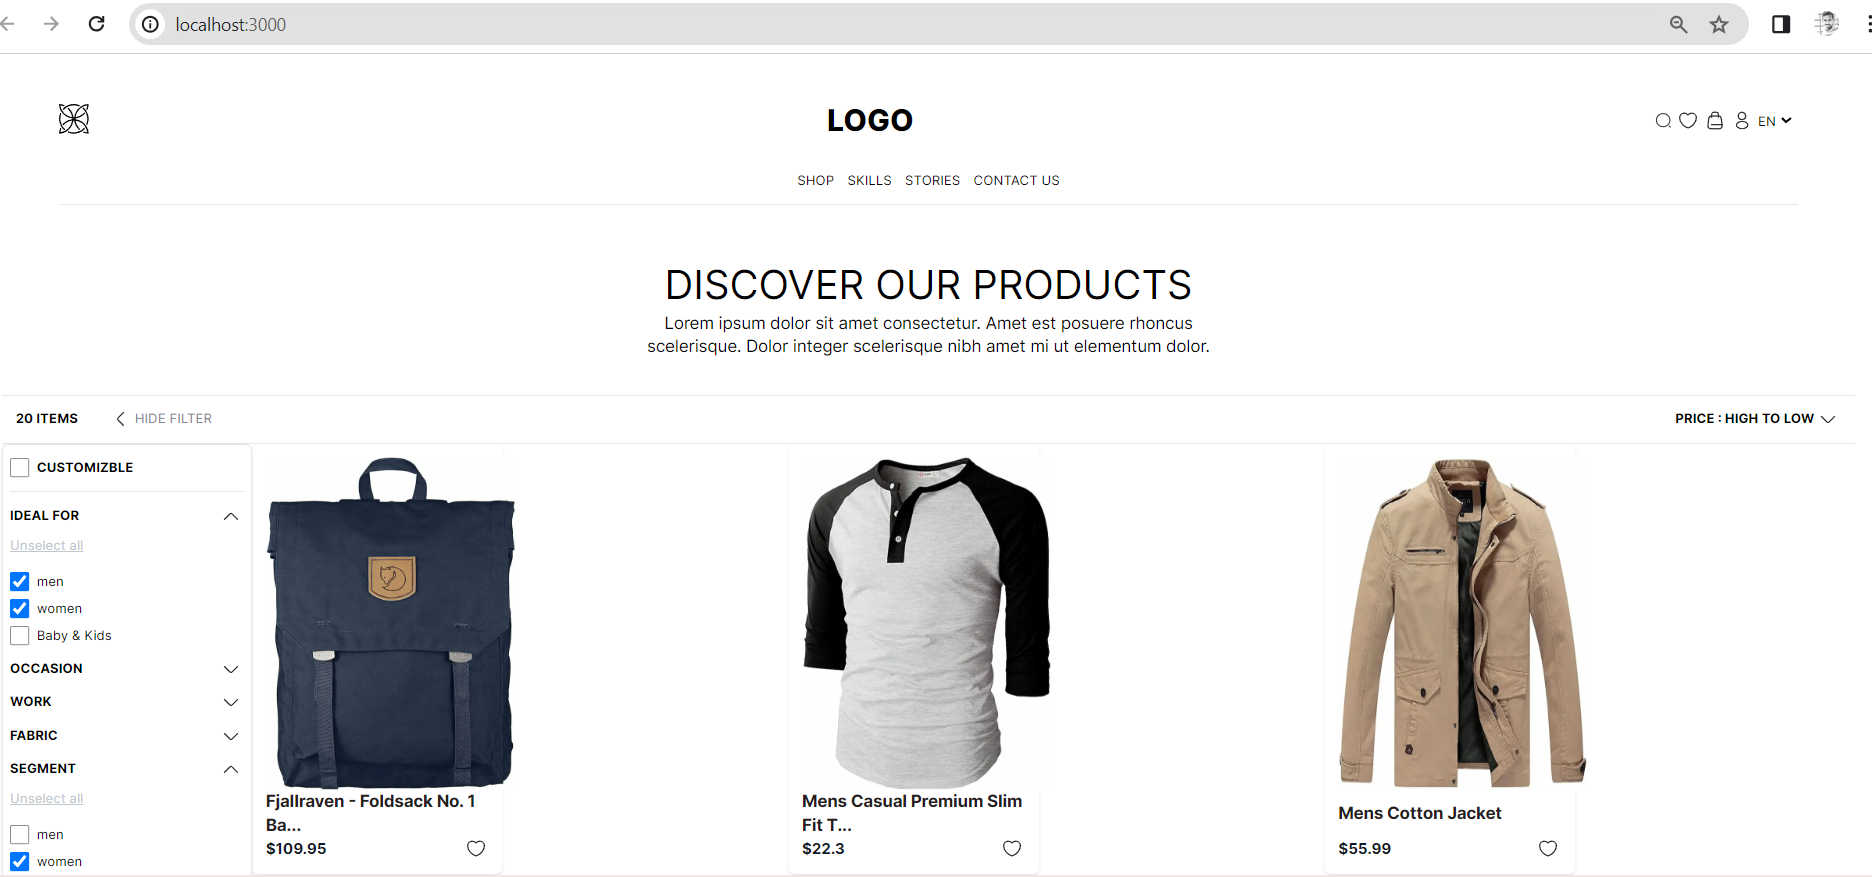 localhost:3000
LOGO
EN
SHOP SKILLS STORIES CONTACT US
DISCOVER OUR PRODUCTS
Lorem ipsum dolor sit amet consectetur. Amet est posuere rhoncus
scelerisque. Dolor integer scelerisque nibh amet mi ut elementum dolor.
20 ITEMS HIDE FILTER PRICE : HIGH TO LOW
CUSTOMIZBLE
IDEAL FOR
Unselect all
men
women
Baby & Kids
OCCASION
WORK
FABRIC
SEGMENT
Unselect all
men
women
Fjallraven - Foldsack No. 1
Ba...
$109.95
Mens Casual Premium Slim
Fit T...
$22.3
Mens Cotton Jacket
$55.99